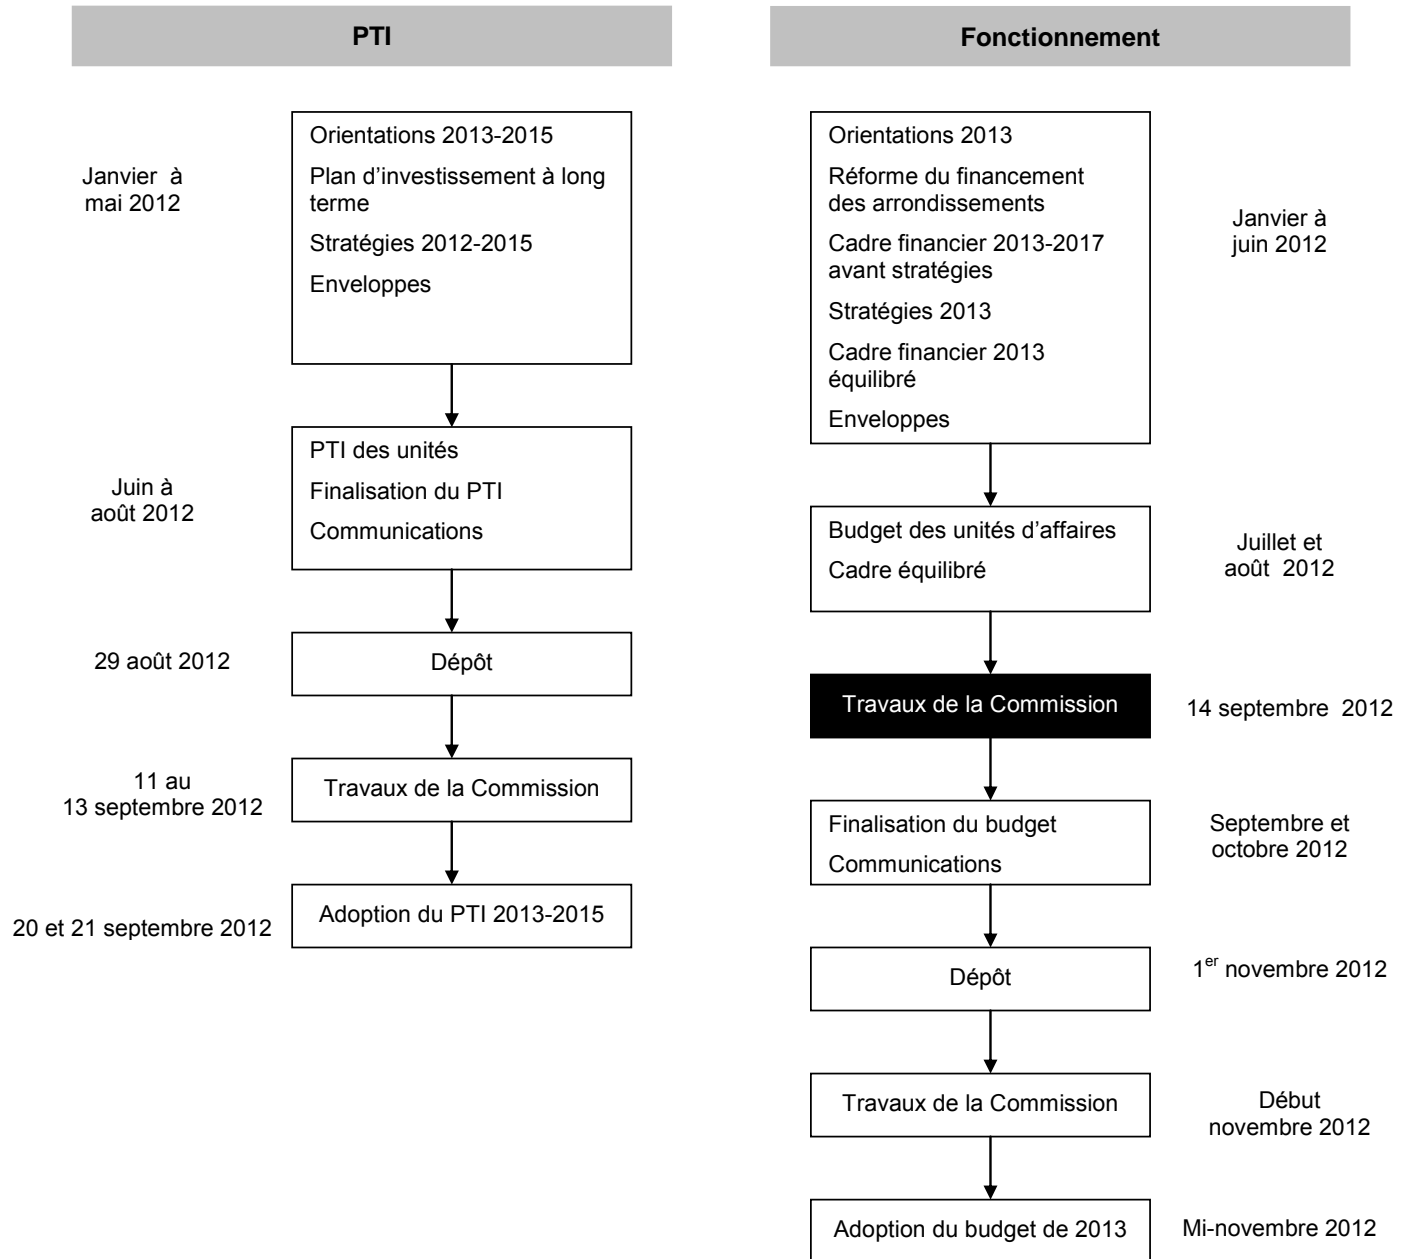 PTI
Janvier à
mai 2012
Orientations 2013-2015
Plan d'investissement à long
terme
Stratégies 2012-2015
Enveloppes
Juin à
août 2012
PTI des unités
Finalisation du PTI
Communications
29 août 2012
Dépôt
11 au
13 septembre 2012
Travaux de la Commission
20 et 21 septembre 2012
Adoption du PTI 2013-2015
Fonctionnement
Orientations 2013
Réforme du financement
des arrondissements
Cadre financier 2013-2017
avant stratégies
Stratégies 2013
Cadre financier 2013
équilibré
Enveloppes
Janvier à
juin 2012
Budget des unités d'affaires
Cadre équilibré
Juillet et
août 2012
Travaux de la Commission
14 septembre 2012
Finalisation du budget
Communications
Septembre et
octobre 2012
Dépôt
1er novembre 2012
Travaux de la Commission
Début
novembre 2012
Adoption du budget de 2013
Mi-novembre 2012